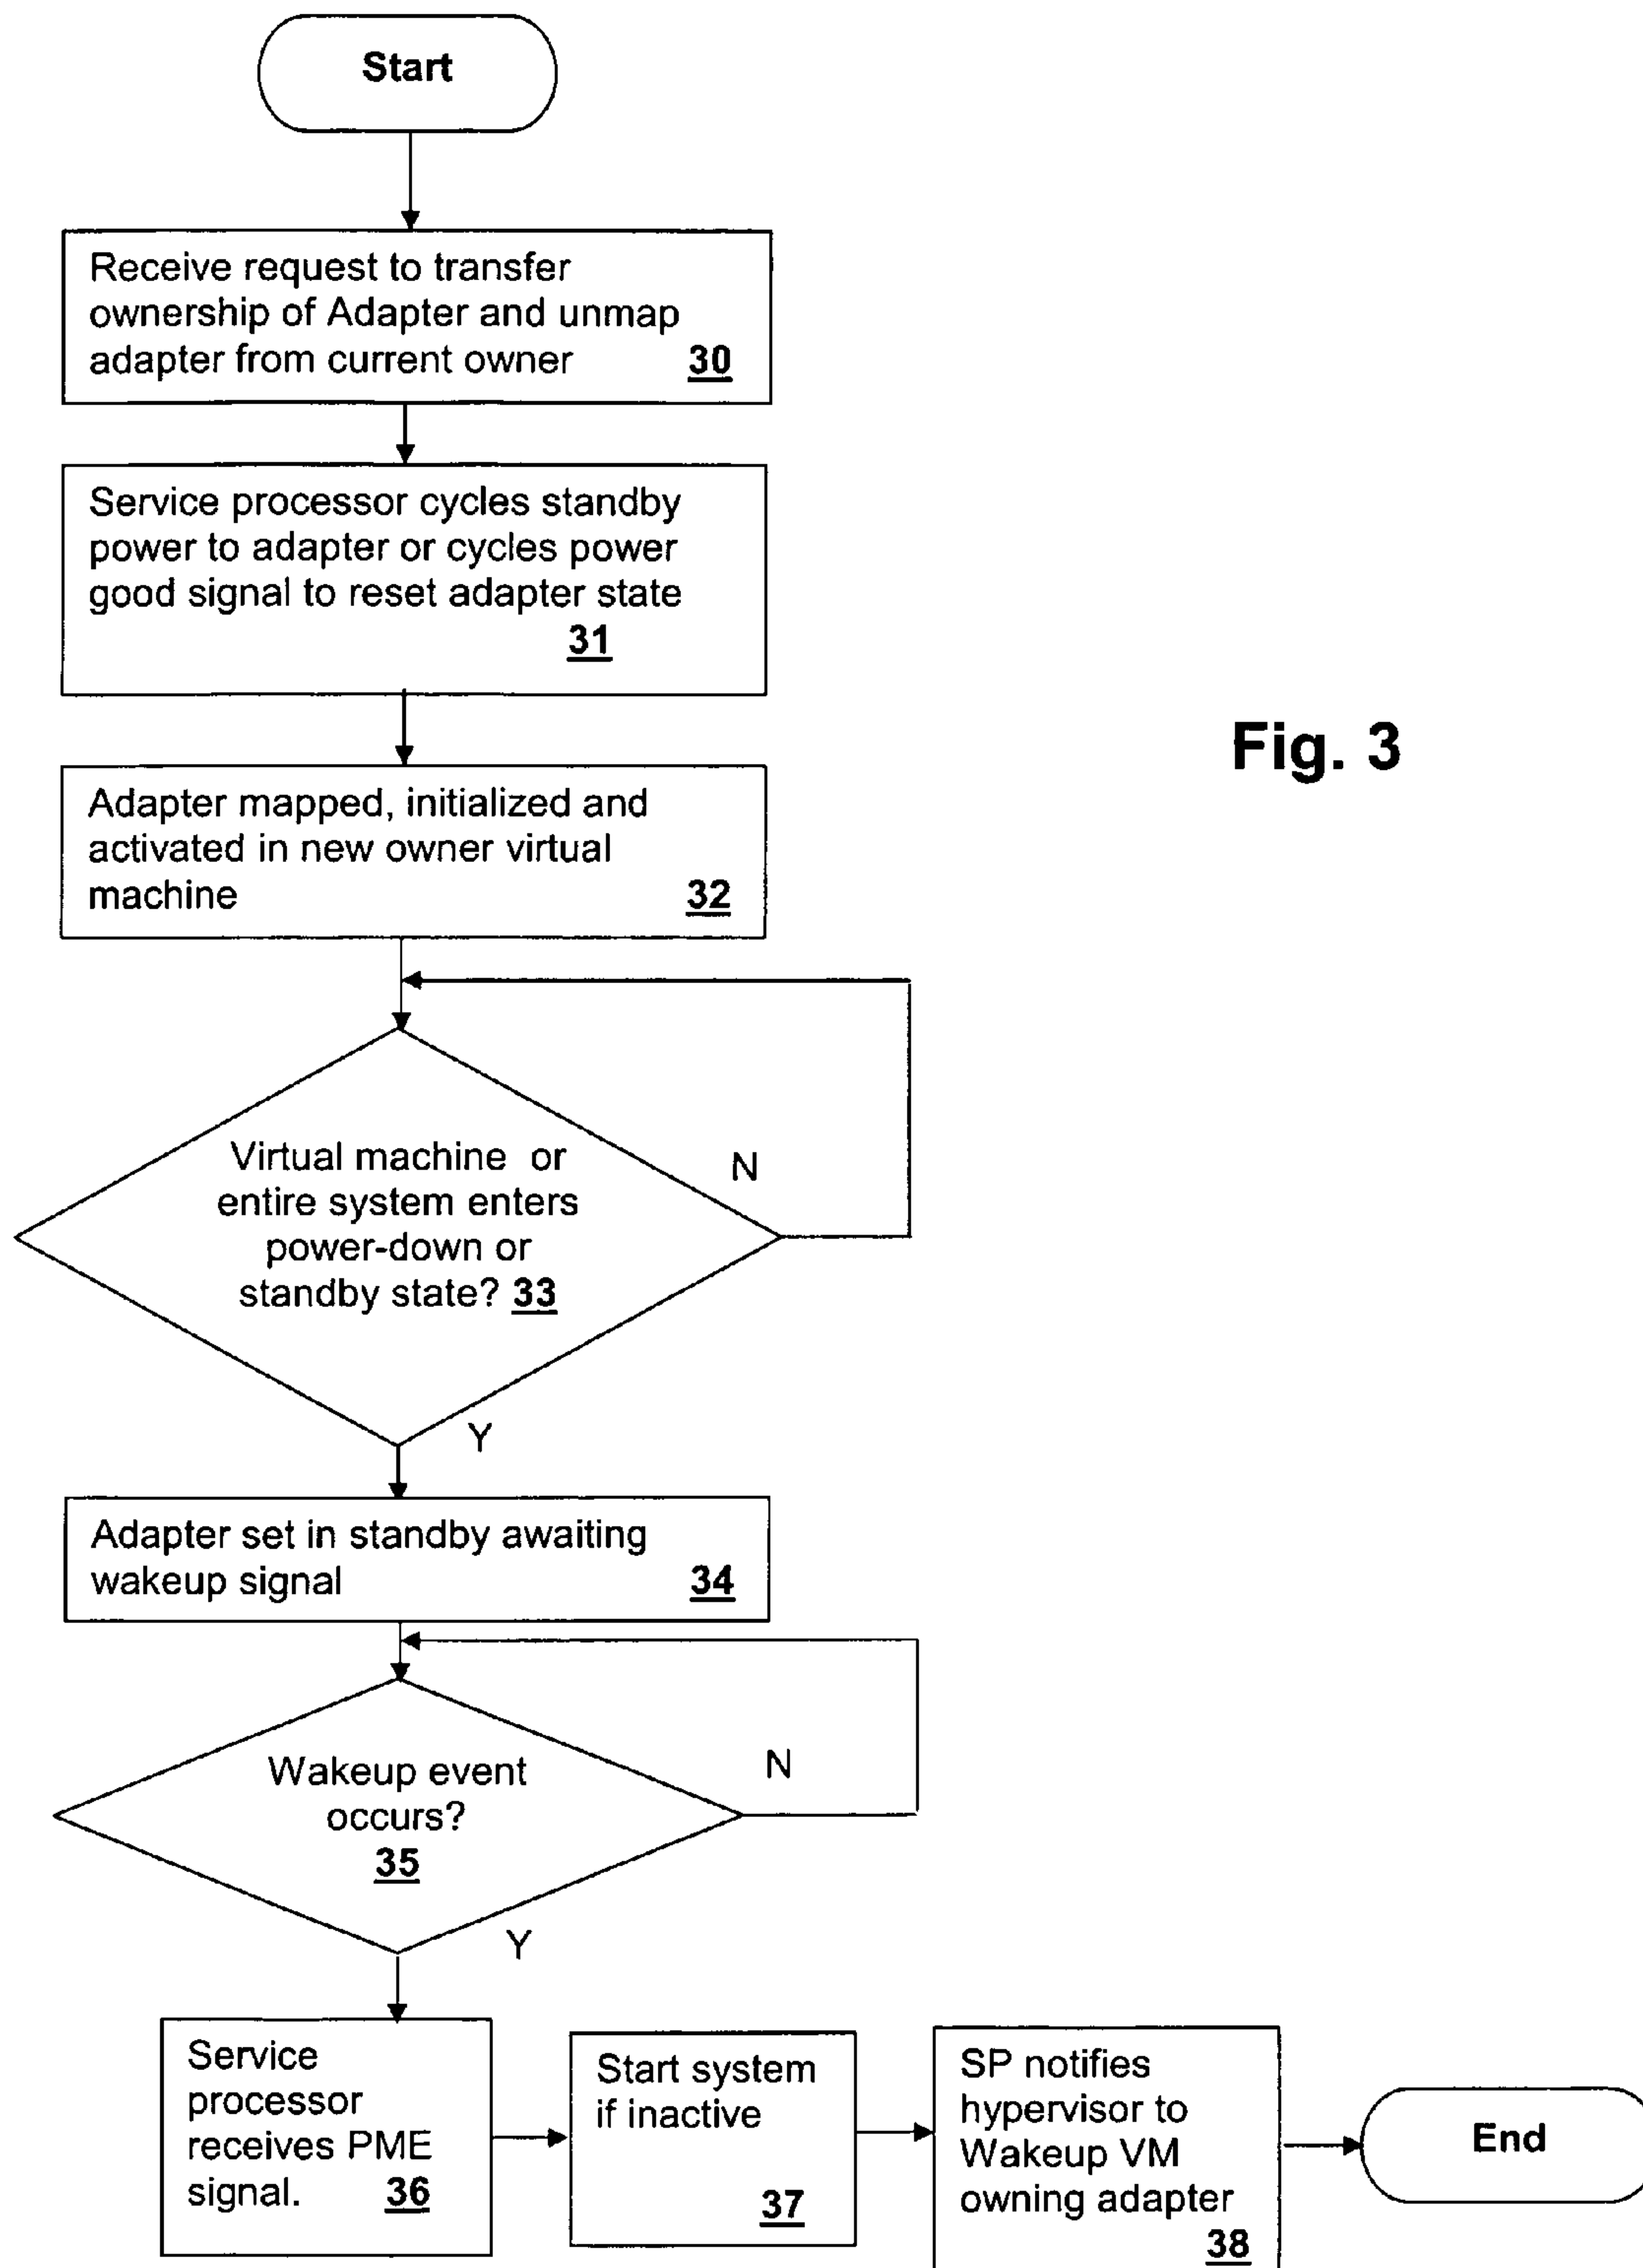 Start
Receive request to transfer
ownership of Adapter and unmap
adapter from current owner 30
Service processor cycles standby
power to adapter or cycles power
good signal to reset adapter state
31
Fig. 3
Adapter mapped, initialized and
activated in new owner virtual
machine 32
Virtual machine or
entire system enters
power-down or
standby state? 33
N
Y
Adapter set in standby awaiting
wakeup signal 34
Wakeup event
occurs?
35
N
Y
Service
processor
receives PME
signal. 36
Start system
if inactive
37
SP notifies
hypervisor to
Wakeup VM
owning adapter
38
End